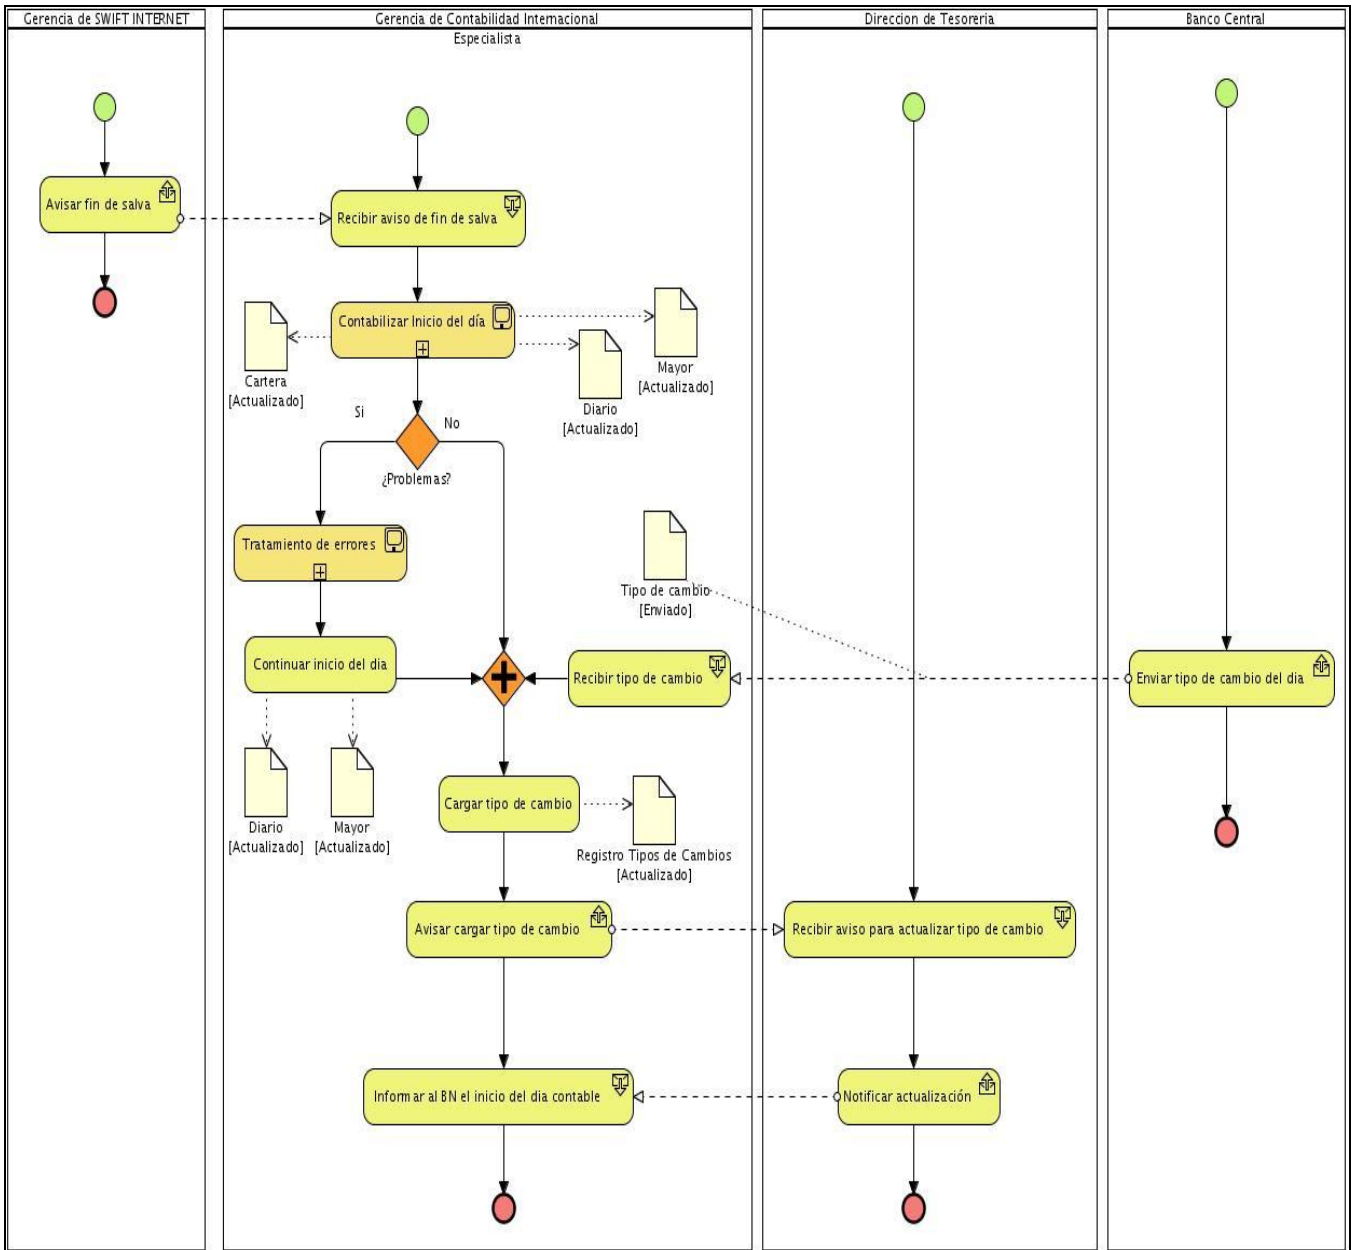 Gerencia de SWIFT INTERNET
Gerencia de Contabilidad Internacional
Direccion de Tesoreria
Banco Central
Especialista
Avisar fin de salva
Recibir aviso de fin de salva
Contabilizar Inicio del día
Cartera
[Actualizado]
Mayor
[Actualizado]
Diario
[Actualizado]
Si
No
¿Problemas?
Tratamiento de errores
Tipo de cambio
[Enviado]
Continuar inicio del dia
Recibir tipo de cambio
Enviar tipo de cambio del dia
Diario
[Actualizado]
Mayor
[Actualizado]
Cargar tipo de cambio
Registro Tipos de Cambios
[Actualizado]
Avisar cargar tipo de cambio
Recibir aviso para actualizar tipo de cambio
Informar al BN el inicio del dia contable
Notificar actualización